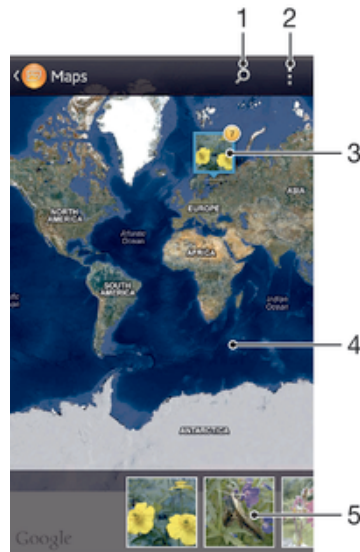 1 2
Maps
7
3
ASIA
NORTH
AMERICA
EUROPE
Atlantic
Ocean
AFRICA
SOUTH
AMERICA
Indian
Ocean
4
ANTARCTICA
5
Google